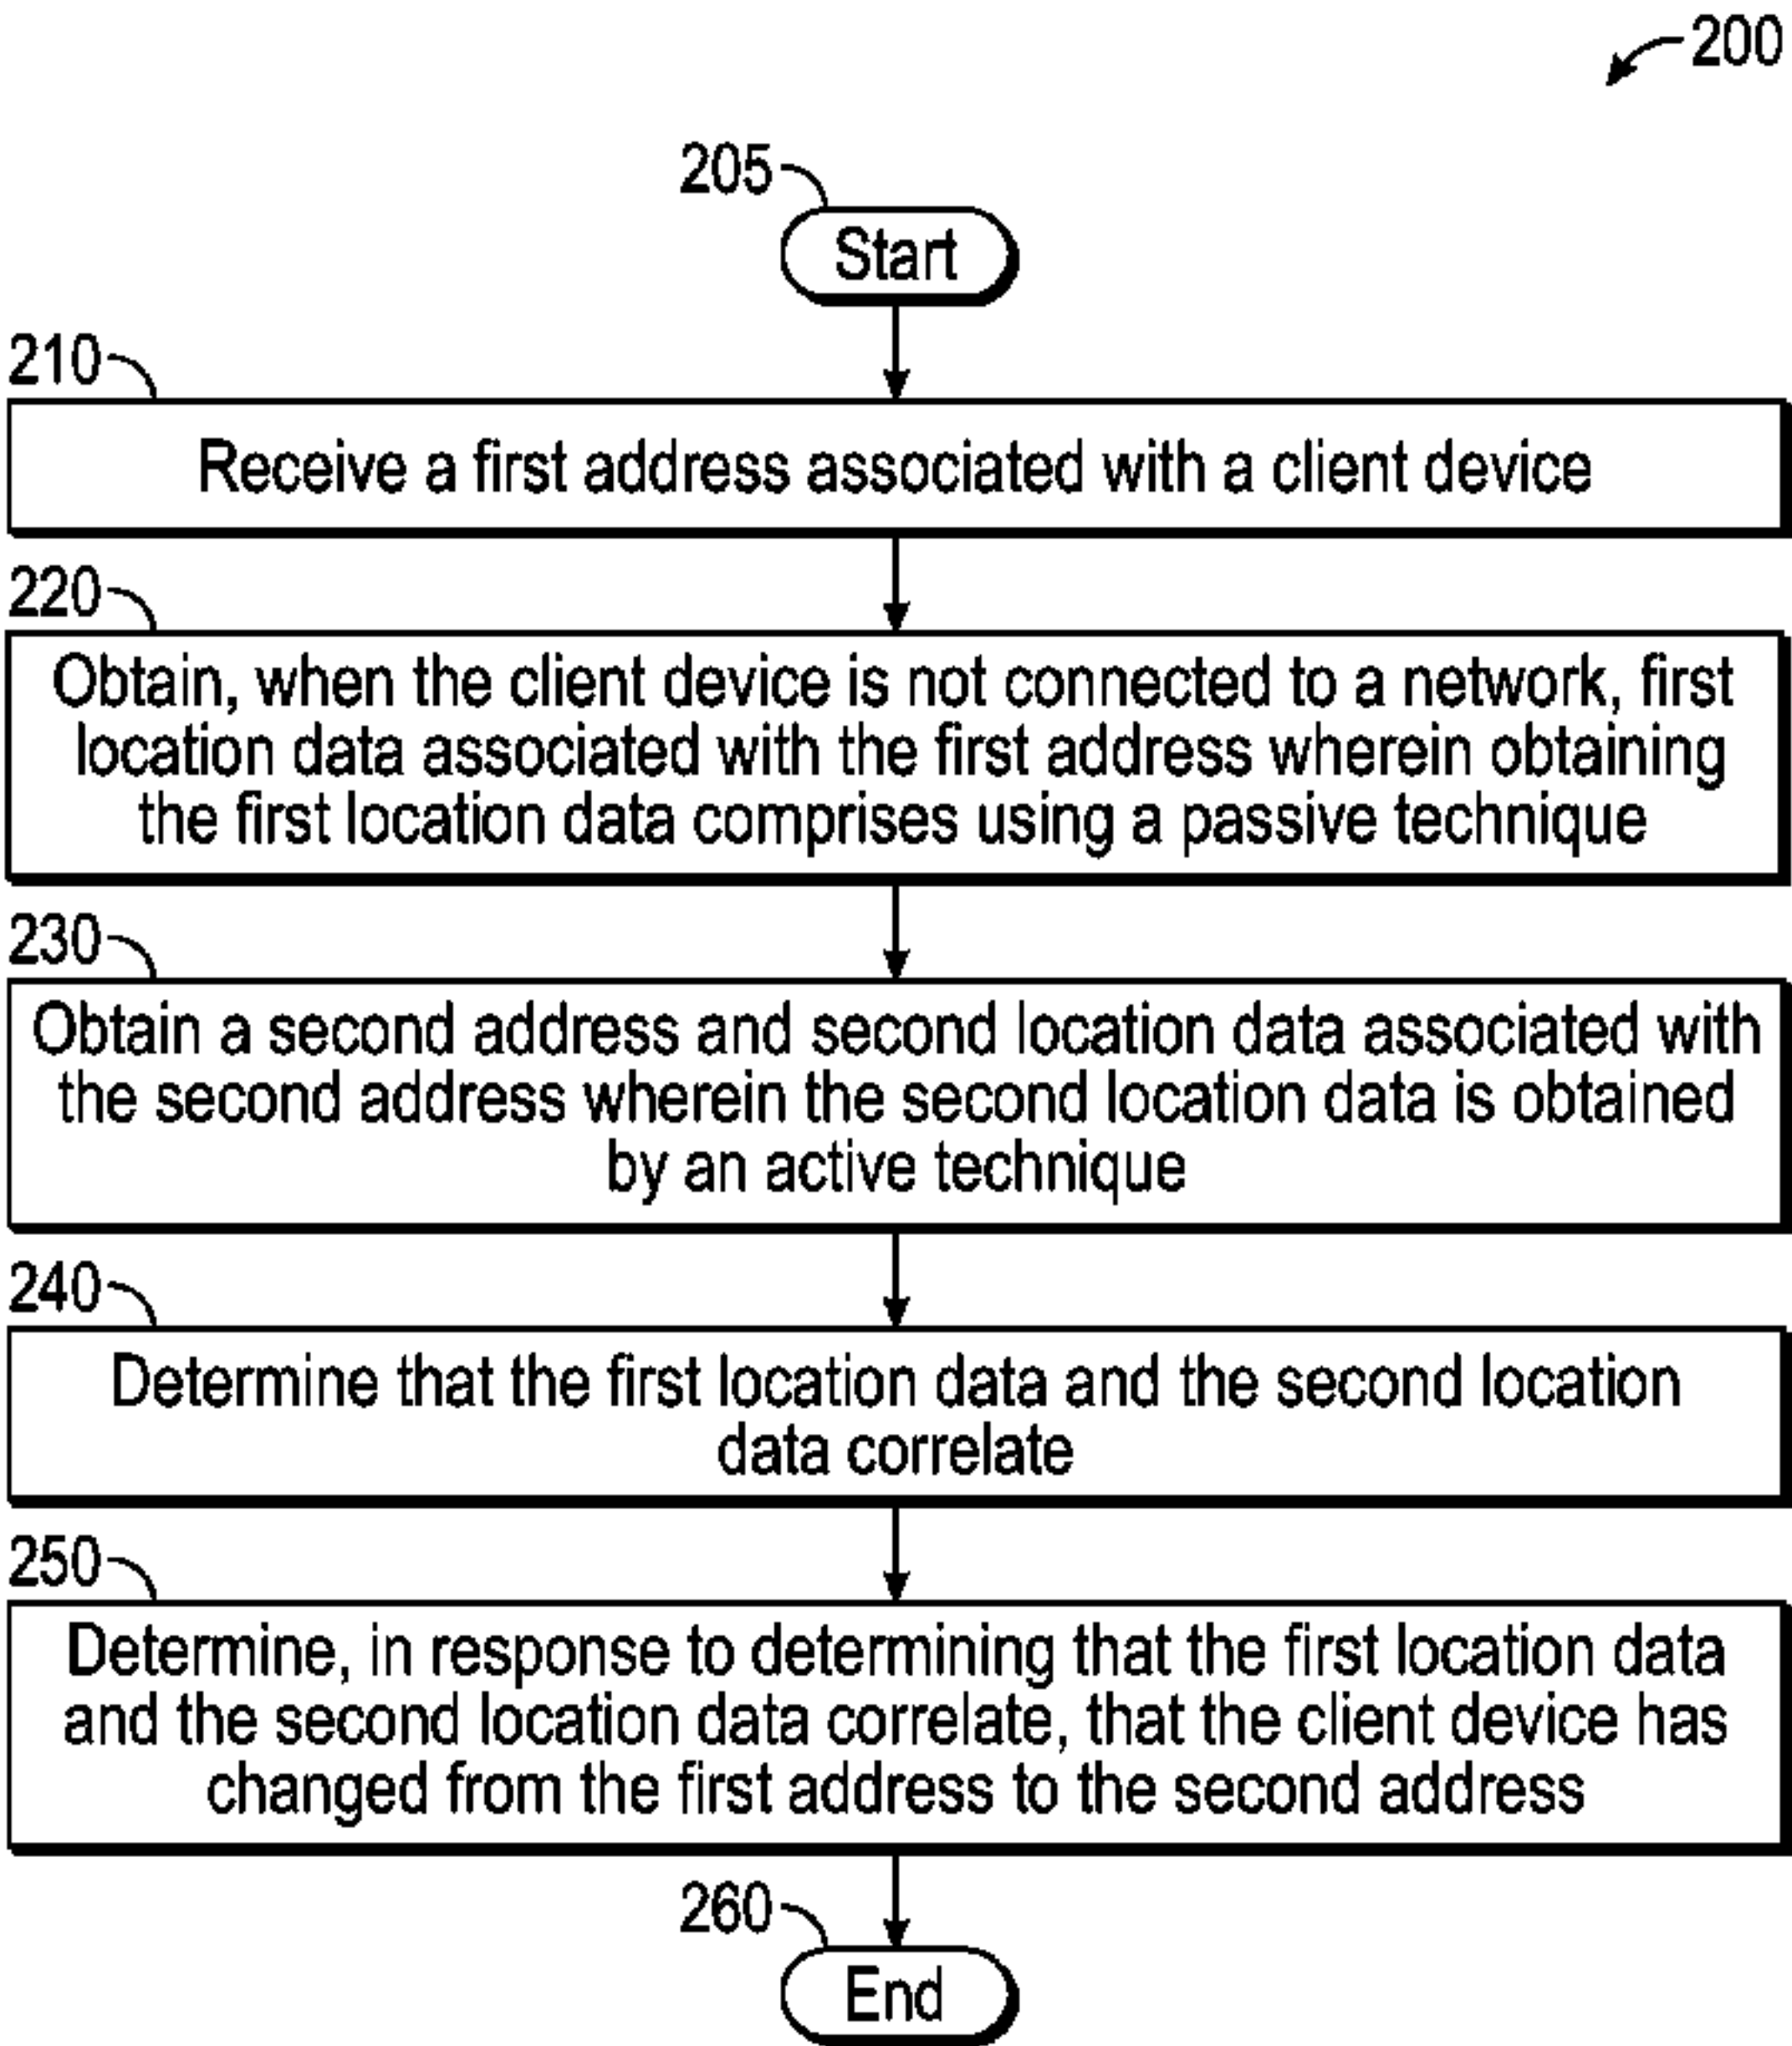 200
205
Start
210
Receive a first address associated with a client device
220
Obtain, when the client device is not connected to a network, first
location data associated with the first address wherein obtaining
the first location data comprises using a passive technique
230
Obtain a second address and second location data associated with
the second address wherein the second location data is obtained
by an active technique
240
Determine that the first location data and the second location
data correlate
250
Determine, in response to determining that the first location data
and the second location data correlate, that the client device has
changed from the first address to the second address
260
End